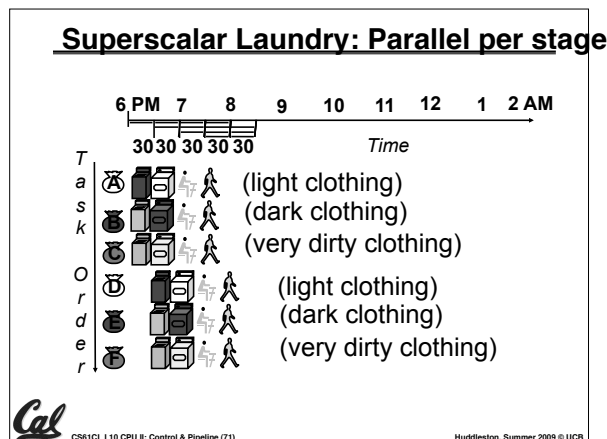 Superscalar Laundry: Parallel per stage
6 PM 7 8 9 10 11 12 1 2 AM
30 30 30 30 30 Time
Task Order
A (light clothing)
B (dark clothing)
C (very dirty clothing)
D (light clothing)
E (dark clothing)
F (very dirty clothing)
Cal CS61CL L10 CPU II: Control & Pipeline (71) Huddleston, Summer 2009 © UCB